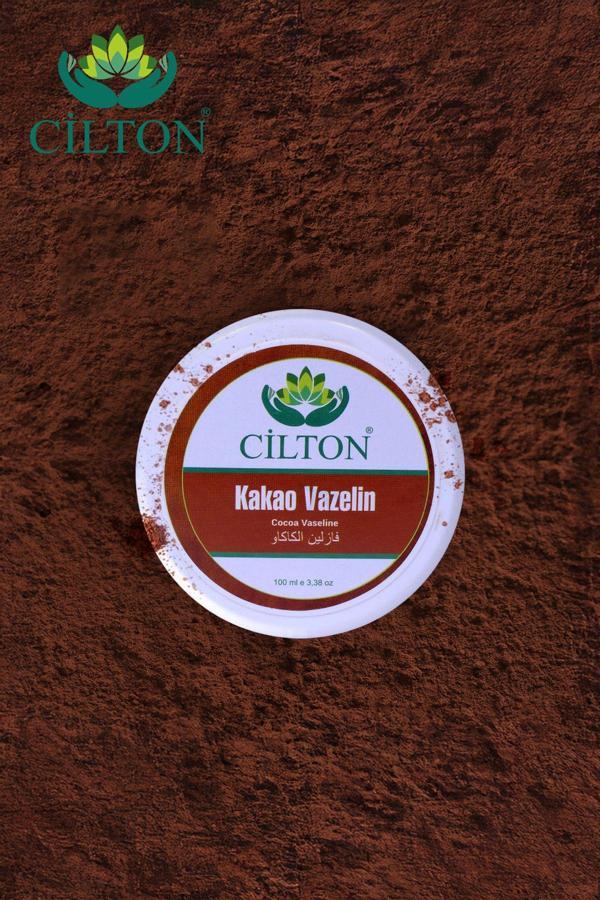 CİLTON®
CİLTON®
Kakao Vazelin
Cocoa Vaseline
فازلين الكاكاو
100 ml e 3,38 oz